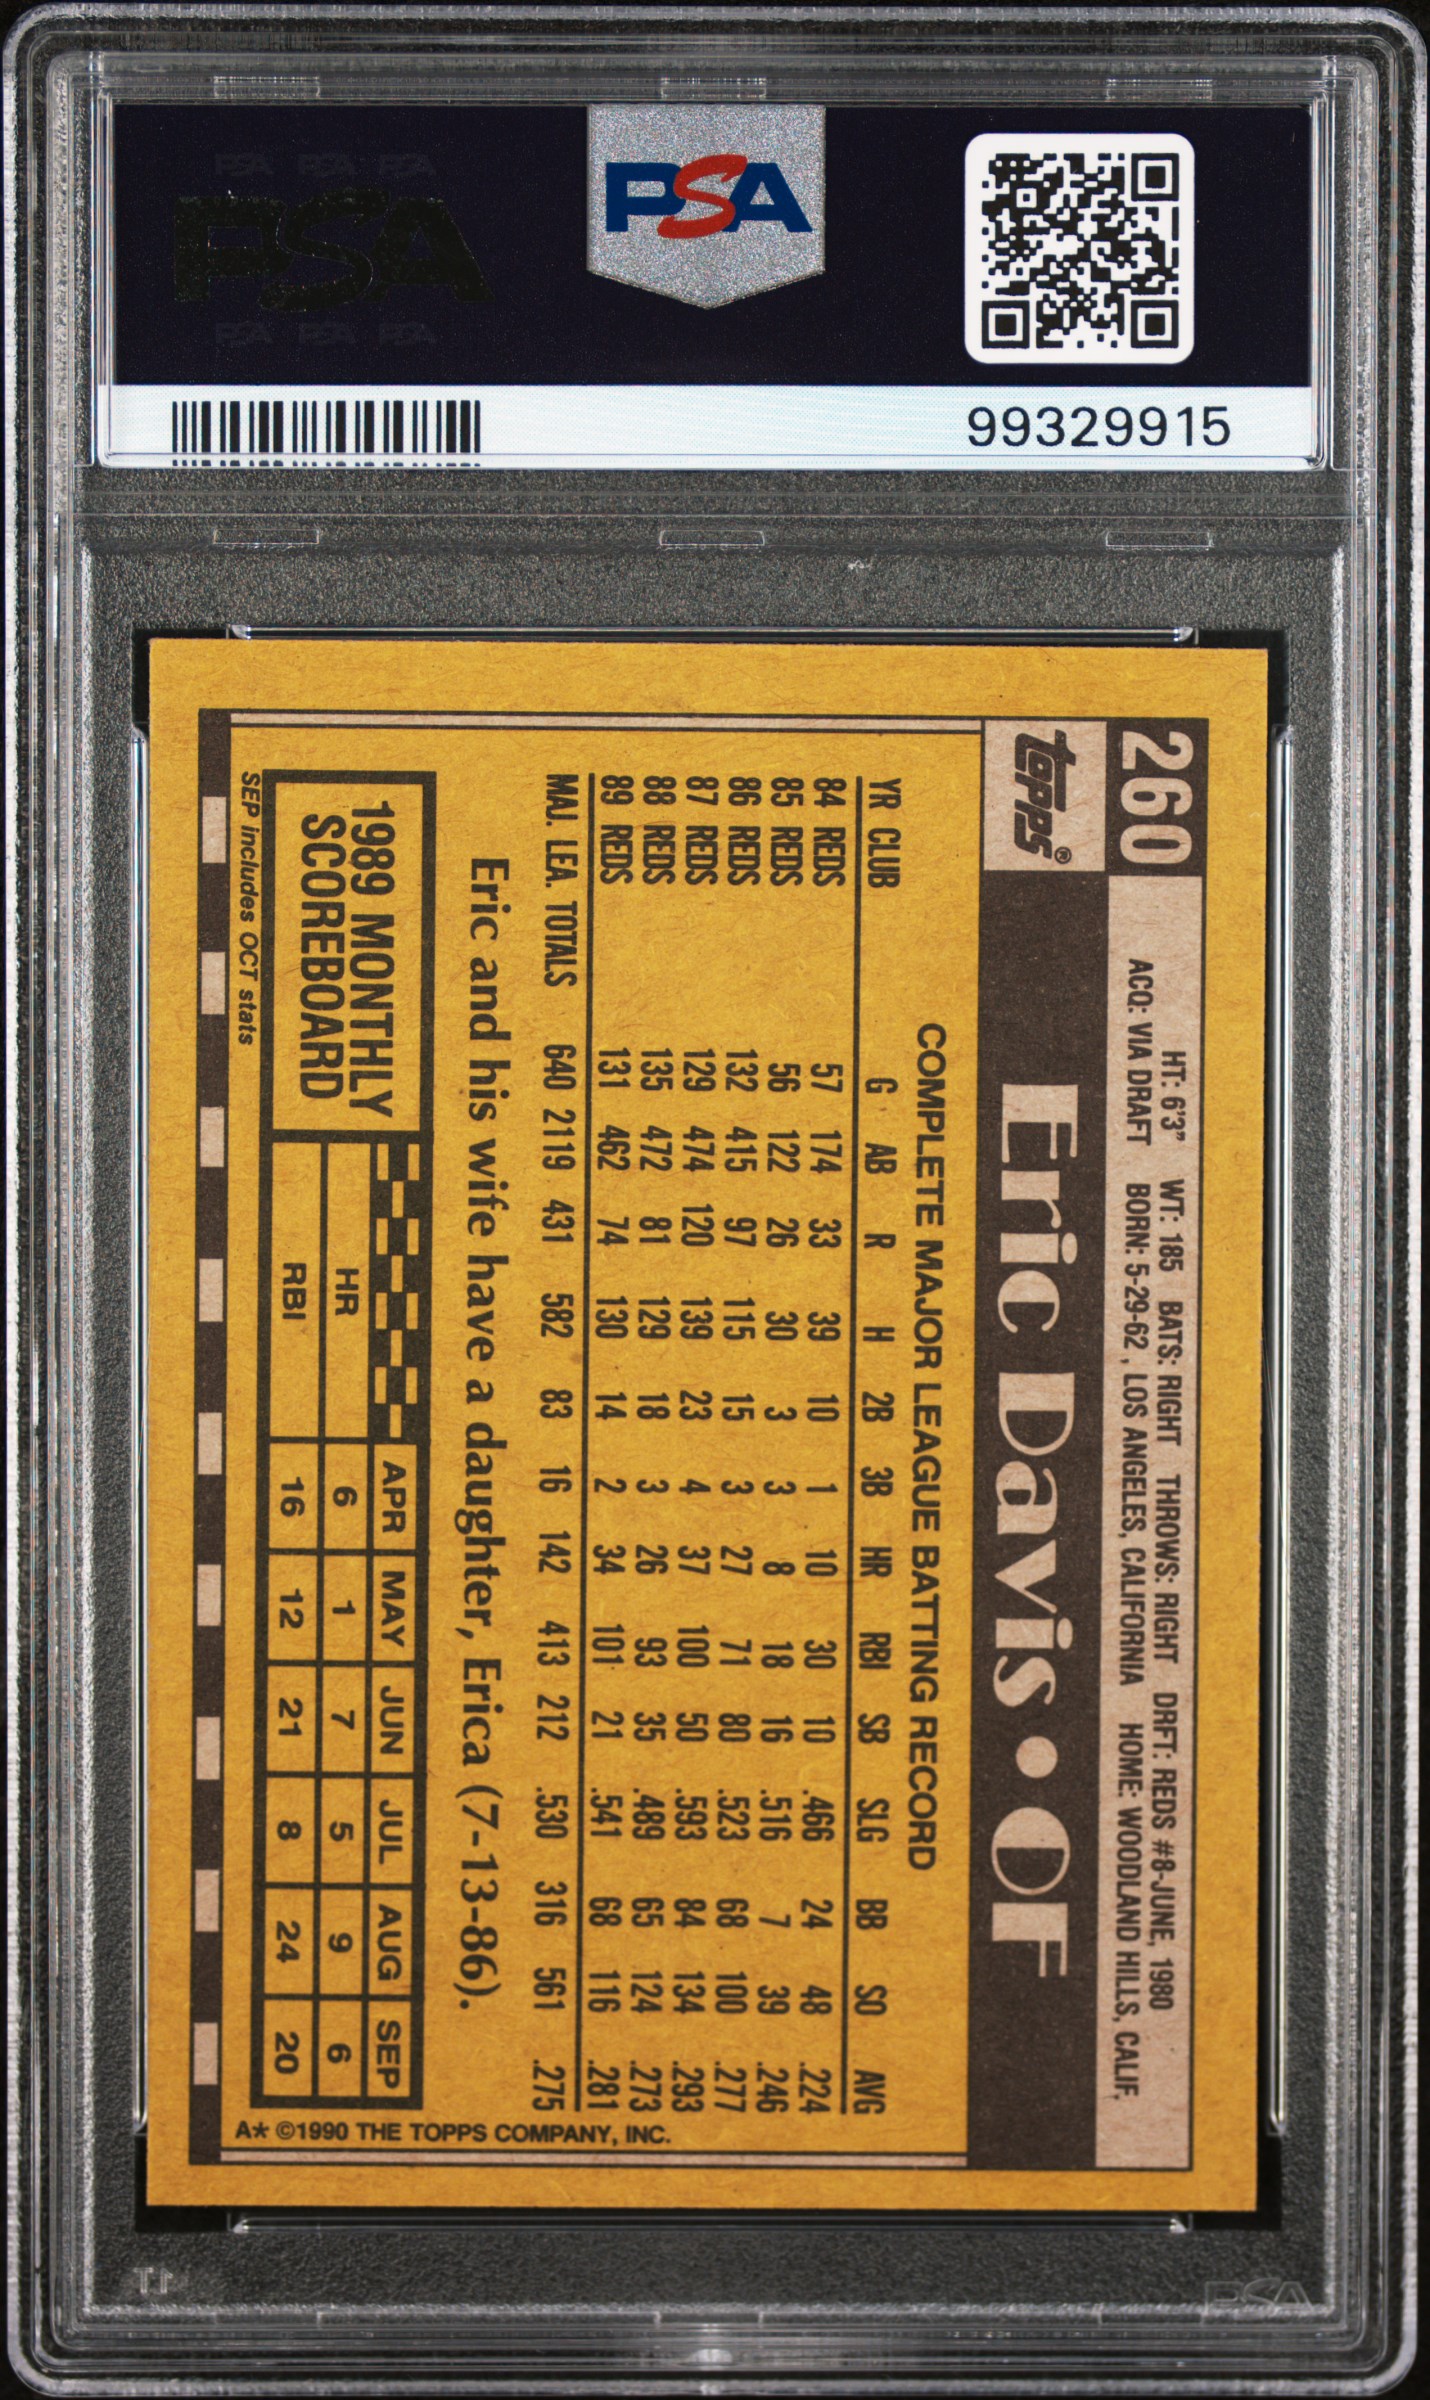 PSA PSA PSA
PSA
PSA PSA PSA
PSA
99329915
260
HT: 6'3" WT: 185 BATS: RIGHT THROWS: RIGHT DRFT: REDS #8-JUNE, 1980
ACQ: VIA DRAFT BORN: 5-29-62, LOS ANGELES, CALIFORNIA HOME: WOODLAND HILLS, CALIF.
topps®
Eric Davis • OF
COMPLETE MAJOR LEAGUE BATTING RECORD
YR CLUB G AB R H 2B 3B HR RBI SB SLG BB SO AVG
84 REDS 57 174 33 39 10 1 10 30 10 .466 24 48 .224
85 REDS 56 122 26 30 3 3 8 18 16 .516 7 39 .246
86 REDS 132 415 97 115 15 3 27 71 80 .523 68 100 .277
87 REDS 129 474 120 139 23 4 37 100 50 .593 84 134 .293
88 REDS 135 472 81 129 18 3 26 93 35 .489 65 124 .273
89 REDS 131 462 74 130 14 2 34 101 21 .541 68 116 .281
MAJ. LEA. TOTALS 640 2119 431 582 83 16 142 413 212 .530 316 561 .275
Eric and his wife have a daughter, Erica (7-13-86).
1989 MONTHLY
SCOREBOARD
APR MAY JUN JUL AUG SEP
HR 6 1 7 5 9 6
RBI 16 12 21 8 24 20
SEP includes OCT stats
A* ©1990 THE TOPPS COMPANY, INC.
PSA